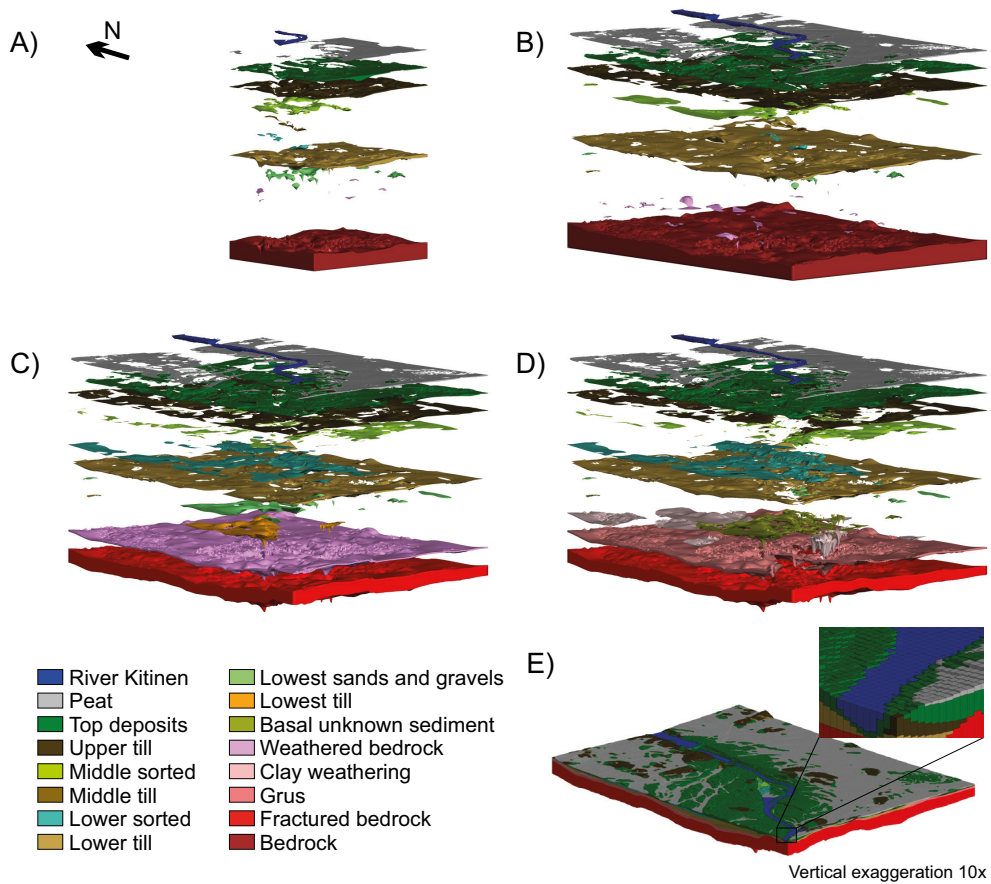 A)
N
B)
C)
D)
E)
River Kitinen
Peat
Top deposits
Upper till
Middle sorted
Middle till
Lower sorted
Lower till
Lowest sands and gravels
Lowest till
Basal unknown sediment
Weathered bedrock
Clay weathering
Grus
Fractured bedrock
Bedrock
Vertical exaggeration 10x